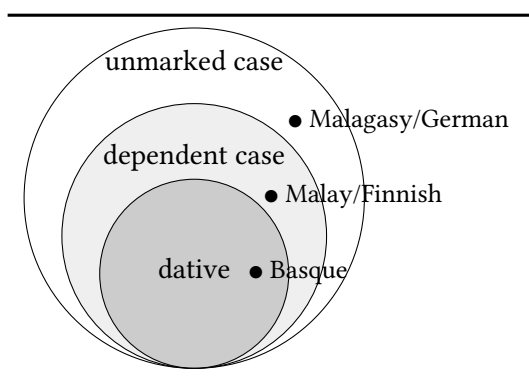 unmarked case
● Malagasy/German
dependent case
● Malay/Finnish
dative ● Basque